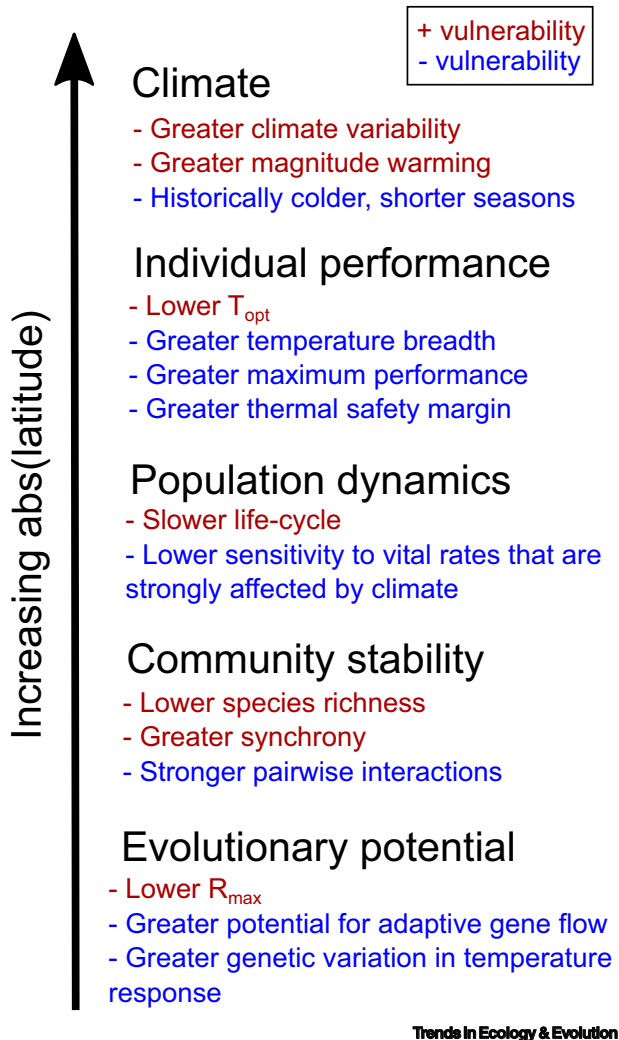 + vulnerability
- vulnerability
Climate
- Greater climate variability
- Greater magnitude warming
- Historically colder, shorter seasons
Individual performance
- Lower Topt
- Greater temperature breadth
- Greater maximum performance
- Greater thermal safety margin
Population dynamics
- Slower life-cycle
- Lower sensitivity to vital rates that are
strongly affected by climate
Community stability
- Lower species richness
- Greater synchrony
- Stronger pairwise interactions
Evolutionary potential
- Lower Rmax
- Greater potential for adaptive gene flow
- Greater genetic variation in temperature
response
Increasing abs(latitude)
Trends in Ecology & Evolution